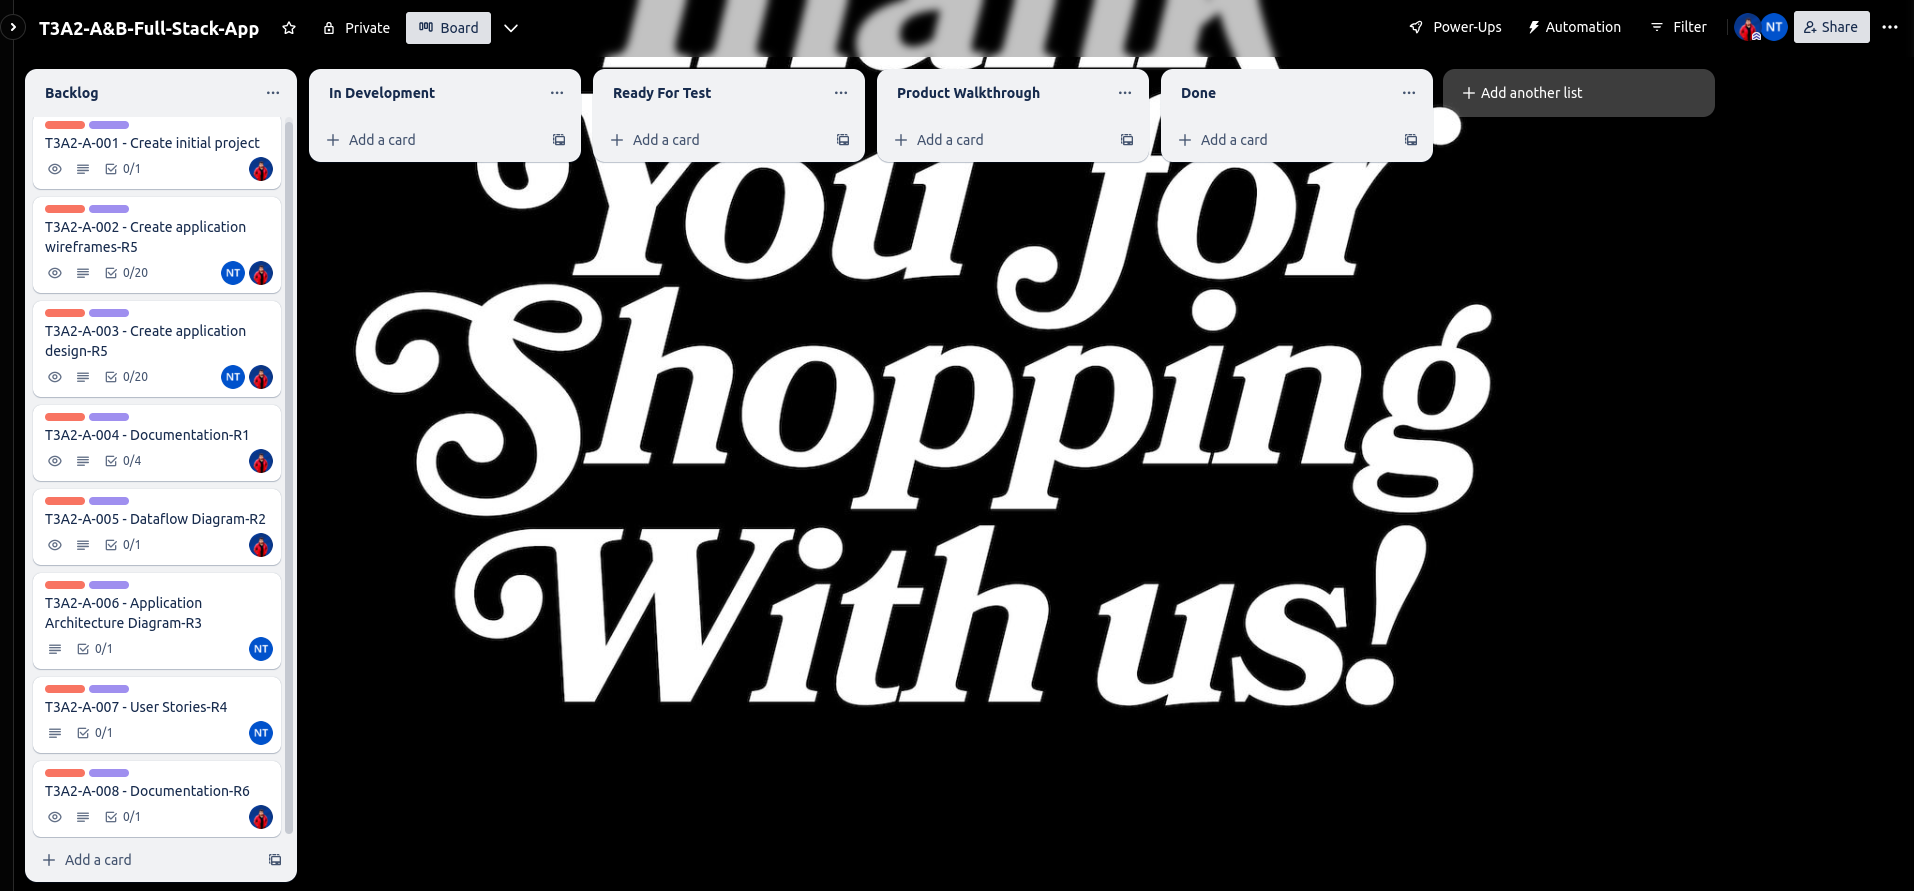 T3A2-A&B-Full-Stack-App
Private
Board
Power-Ups
Automation
Filter
NT
Share
Backlog
T3A2-A-001 - Create initial project
0/1
T3A2-A-002 - Create application
wireframes-R5
0/20
NT
T3A2-A-003 - Create application
design-R5
0/20
NT
T3A2-A-004 - Documentation-R1
0/4
T3A2-A-005 - Dataflow Diagram-R2
0/1
T3A2-A-006 - Application
Architecture Diagram-R3
0/1
NT
T3A2-A-007 - User Stories-R4
0/1
NT
T3A2-A-008 - Documentation-R6
0/1
Add a card
In Development
Add a card
Ready For Test
Add a card
Product Walkthrough
Add a card
Done
Add a card
Add another list
Thank
You for
Shopping
With us!